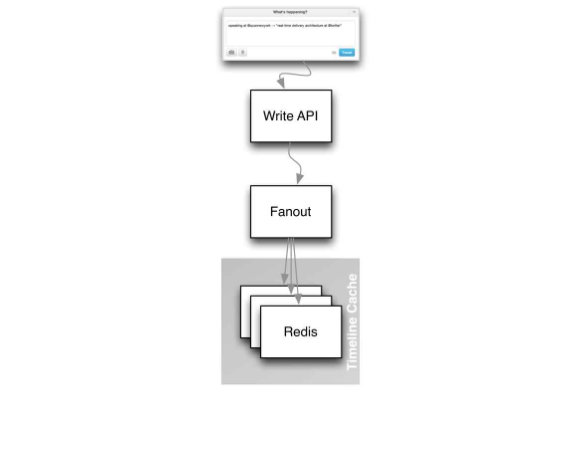 What's happening?
speaking at @qconnewyork --> "real-time delivery architecture at @twitter"
Tweet
Write API
Fanout
Timeline Cache
Redis